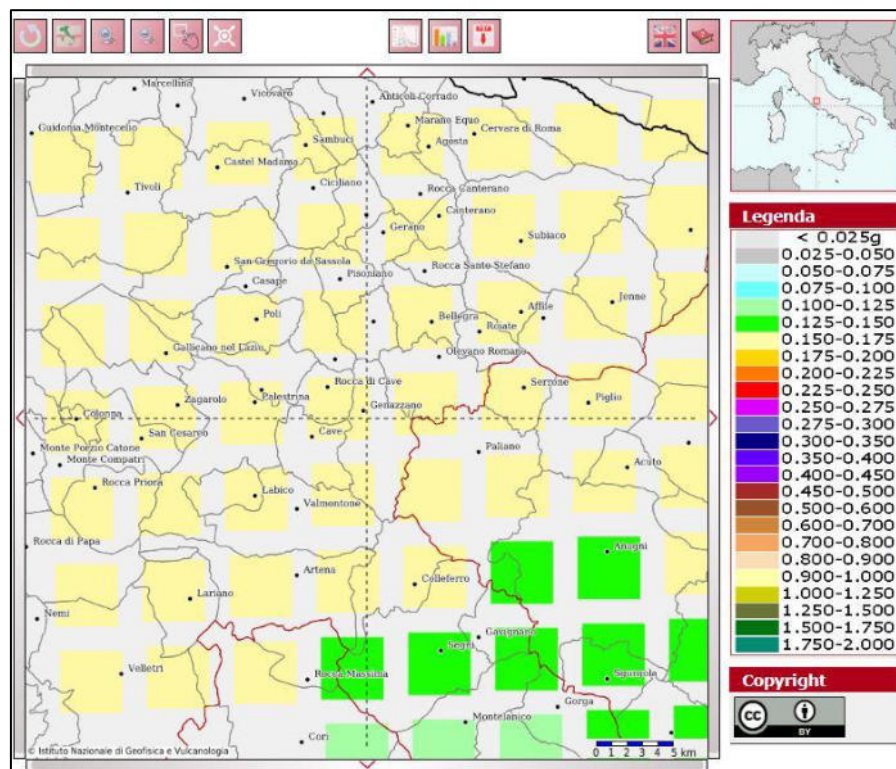 Marcellina
Vicovaro
Anticoli Corrado
Guidonia Montecelio
Marano Equo
Cervara di Roma
Sambuci
Agosta
Castel Madama
Tivoli
Ciciliano
Rocca Canterano
Canterano
Gerano
Subiaco
San Gregorio da Sassola
Pisoniano
Rocca Santo Stefano
Casape
Jenne
Affile
Poli
Bellegra
Roiate
Gallicano nel Lazio
Olevano Romano
Rocca di Cave
Serrone
Zagarolo
Palestrina
Genazzano
Piglio
Colonna
San Cesareo
Cave
Monte Porzio Catone
Paliano
Monte Compatri
Acuto
Rocca Priora
Labico
Valmontone
Rocca di Papa
Anagni
Artena
Colleferro
Lariano
Nemi
Gavignano
Segni
Velletri
Rocca Massima
Sgurgola
Gorga
Montelanico
Cori
© Istituto Nazionale di Geofisica e Vulcanologia
0 1 2 3 4 5 km
Legenda
< 0.025g
0.025-0.050
0.050-0.075
0.075-0.100
0.100-0.125
0.125-0.150
0.150-0.175
0.175-0.200
0.200-0.225
0.225-0.250
0.250-0.275
0.275-0.300
0.300-0.350
0.350-0.400
0.400-0.450
0.450-0.500
0.500-0.600
0.600-0.700
0.700-0.800
0.800-0.900
0.900-1.000
1.000-1.250
1.250-1.500
1.500-1.750
1.750-2.000
Copyright
cc
BY